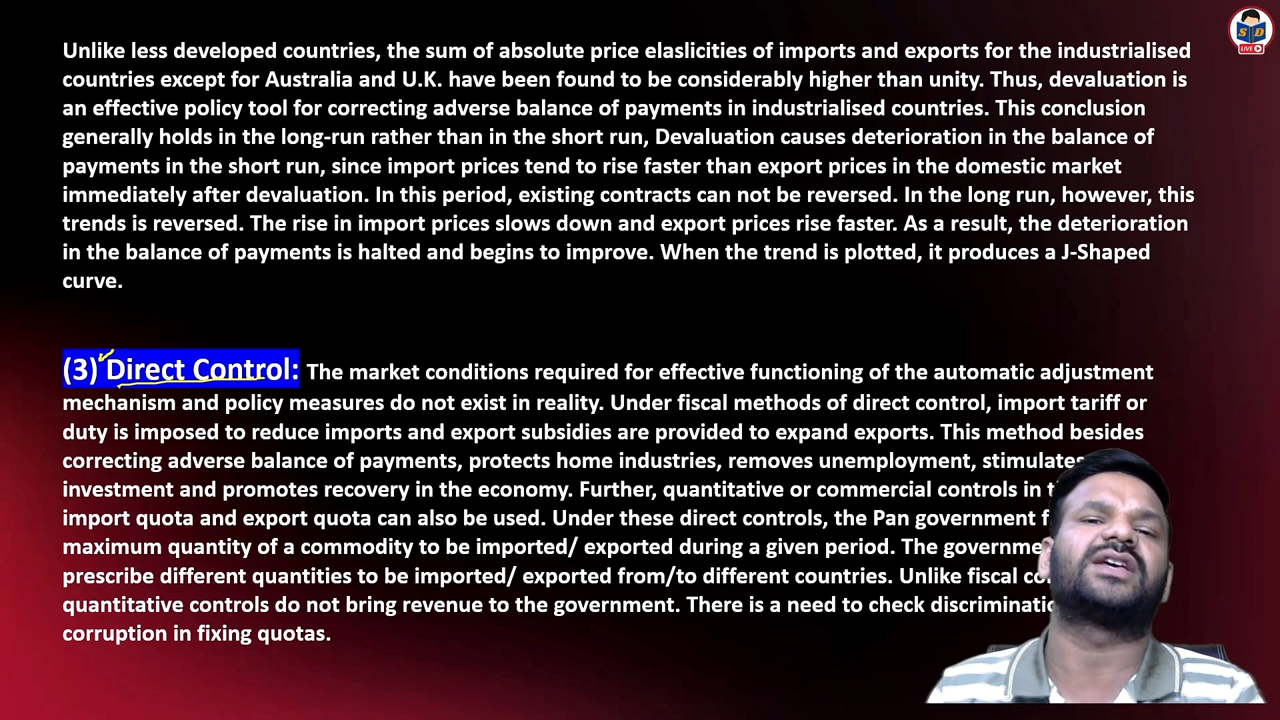 S D
LIVE
Unlike less developed countries, the sum of absolute price elaslicities of imports and exports for the industrialised
countries except for Australia and U.K. have been found to be considerably higher than unity. Thus, devaluation is
an effective policy tool for correcting adverse balance of payments in industrialised countries. This conclusion
generally holds in the long-run rather than in the short run, Devaluation causes deterioration in the balance of
payments in the short run, since import prices tend to rise faster than export prices in the domestic market
immediately after devaluation. In this period, existing contracts can not be reversed. In the long run, however, this
trends is reversed. The rise in import prices slows down and export prices rise faster. As a result, the deterioration
in the balance of payments is halted and begins to improve. When the trend is plotted, it produces a J-Shaped
curve.
(3) Direct Control: The market conditions required for effective functioning of the automatic adjustment
mechanism and policy measures do not exist in reality. Under fiscal methods of direct control, import tariff or
duty is imposed to reduce imports and export subsidies are provided to expand exports. This method besides
correcting adverse balance of payments, protects home industries, removes unemployment, stimulates
investment and promotes recovery in the economy. Further, quantitative or commercial controls in
import quota and export quota can also be used. Under these direct controls, the Pan government
maximum quantity of a commodity to be imported/ exported during a given period. The
prescribe different quantities to be imported/ exported from/to different countries. Unlike fiscal
quantitative controls do not bring revenue to the government. There is a need to check
corruption in fixing quotas.